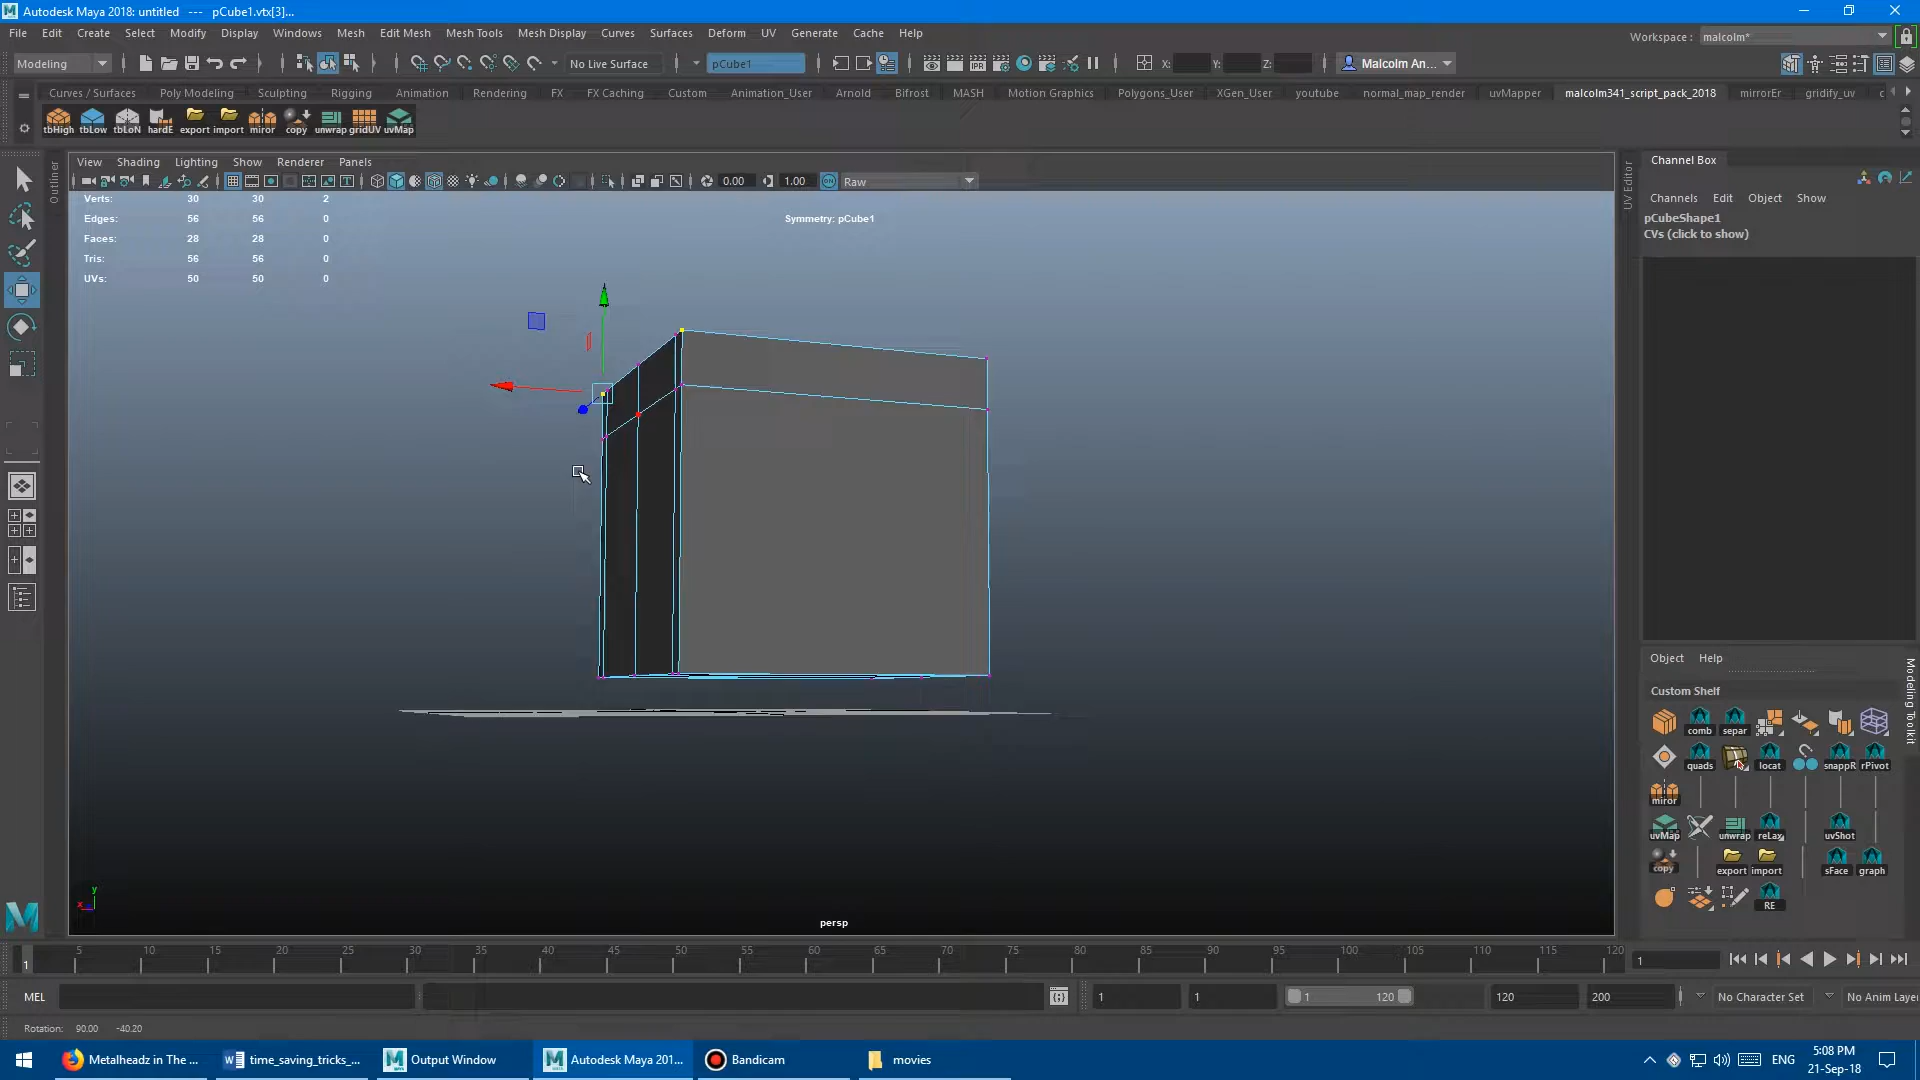 Autodesk Maya 2018: untitled --- pCube1.vtx[3]...
File Edit Create Select Modify Display Windows Mesh Edit Mesh Mesh Tools Mesh Display Curves Surfaces Deform UV Generate Cache Help
Workspace : malcolm*
Modeling No Live Surface pCube1 X: Y: Z: Malcolm An...
Curves / Surfaces Poly Modeling Sculpting Rigging Animation Rendering FX FX Caching Custom Animation_User Arnold Bifrost MASH Motion Graphics Polygons_User XGen_User youtube normal_map_render uvMapper malcolm341_script_pack_2018 mirrorEr gridify_uv c
tbHigh tbLow tbLoN hardE export import miror copy unwrap gridUV uvMap
View Shading Lighting Show Renderer Panels
0.00 1.00 Raw
Outliner
Verts: 30 30 2
Edges: 56 56 0
Faces: 28 28 0
Tris: 56 56 0
UVs: 50 50 0
Symmetry: pCube1
persp
y
x
UV Editor
Channel Box
Channels Edit Object Show
pCubeShape1
CVs (click to show)
Object Help
Custom Shelf
comb separ
quads locat snappR rPivot
miror
uvMap unwrap reLax uvShot
copy export import sFace graph
RE
Modeling Toolkit
1 5 10 15 20 25 30 35 40 45 50 55 60 65 70 75 80 85 90 95 100 105 110 115 120 1
MEL 1 1 1 120 120 200 No Character Set No Anim Layer
Rotation: 90.00 -40.20
Metalheadz in The ... time_saving_tricks_... Output Window Autodesk Maya 201... Bandicam movies
ENG
5:08 PM
21-Sep-18